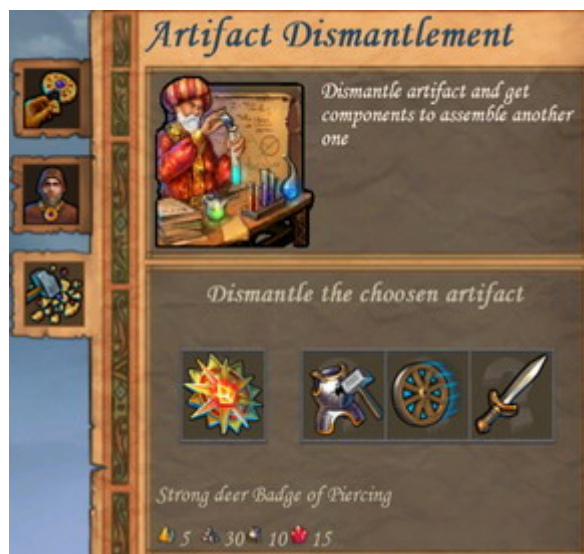 Artifact Dismantlement
Dismantle artifact and get
components to assemble another
one
Dismantle the choosen artifact
Strong deer Badge of Piercing
5 30 10 15